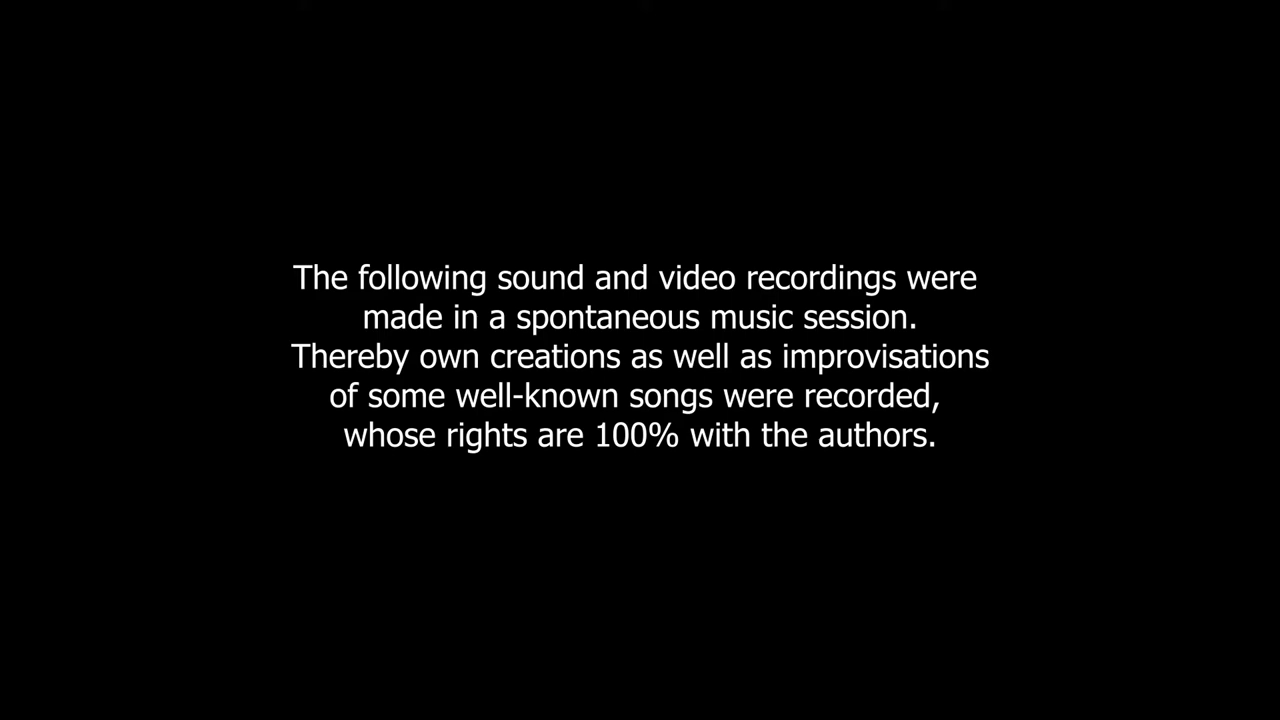 The following sound and video recordings were
made in a spontaneous music session.
Thereby own creations as well as improvisations
of some well-known songs were recorded,
whose rights are 100% with the authors.